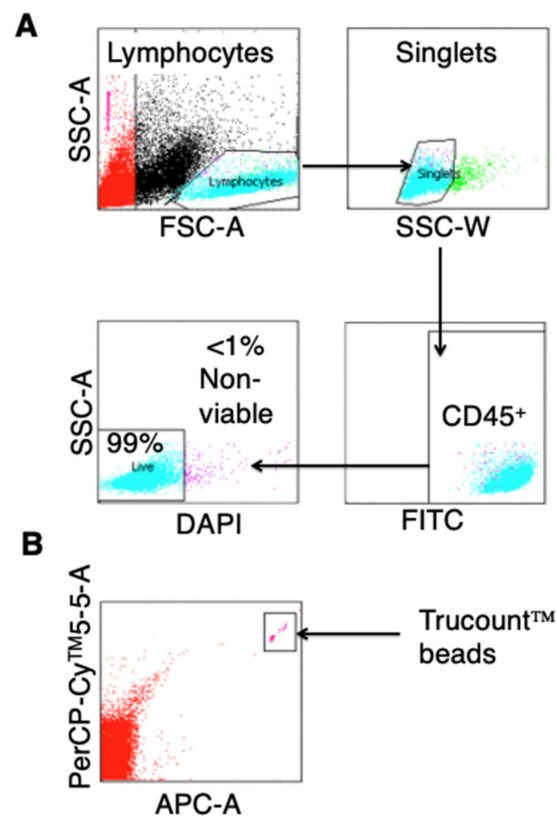 A
Lymphocytes
Singlets
SSC-A
Lymphocytes
Singlets
FSC-A
SSC-W
<1%
Non-
viable
SSC-A
99%
Live
CD45⁺
DAPI
FITC
B
PerCP-Cy™5-5-A
Trucount™
beads
APC-A